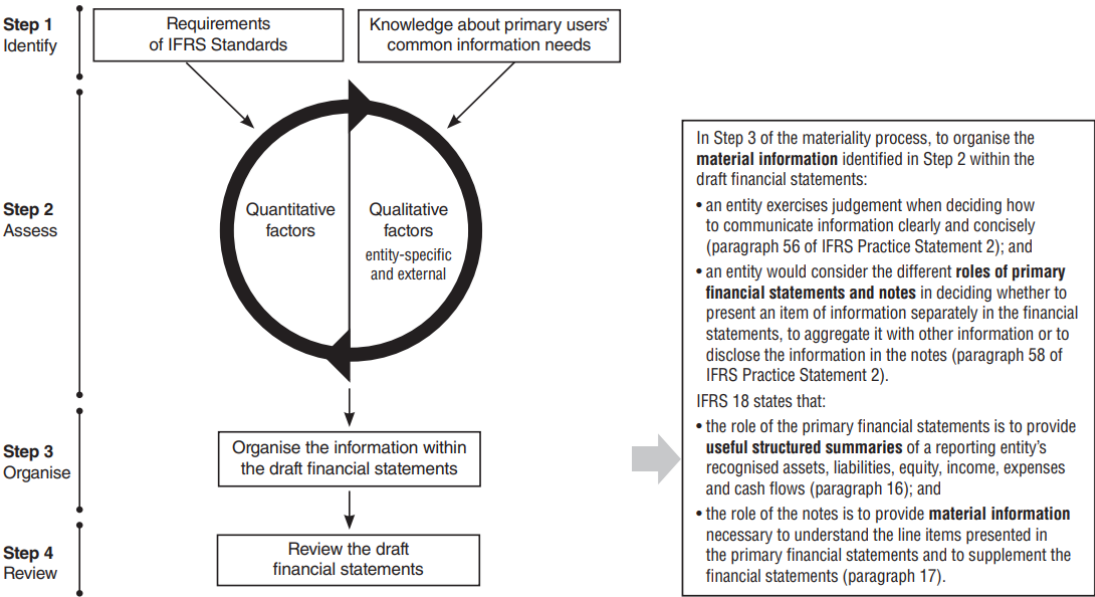 Step 1
Identify
Requirements
of IFRS Standards
Knowledge about primary users’
common information needs
Step 2
Assess
Quantitative
factors
Qualitative
factors
entity-specific
and external
Step 3
Organise
Organise the information within
the draft financial statements
Step 4
Review
Review the draft
financial statements
In Step 3 of the materiality process, to organise the
material information identified in Step 2 within the
draft financial statements:
• an entity exercises judgement when deciding how
to communicate information clearly and concisely
(paragraph 56 of IFRS Practice Statement 2); and
• an entity would consider the different roles of primary
financial statements and notes in deciding whether to
present an item of information separately in the financial
statements, to aggregate it with other information or to
disclose the information in the notes (paragraph 58 of
IFRS Practice Statement 2).
IFRS 18 states that:
• the role of the primary financial statements is to provide
useful structured summaries of a reporting entity’s
recognised assets, liabilities, equity, income, expenses
and cash flows (paragraph 16); and
• the role of the notes is to provide material information
necessary to understand the line items presented in
the primary financial statements and to supplement the
financial statements (paragraph 17).